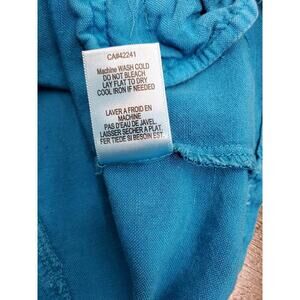 CA#42241
Machine WASH COLD
DO NOT BLEACH
LAY FLAT TO DRY
COOL IRON IF NEEDED
LAVER A FROID EN
MACHINE
PAS D'EAU DE JAVEL.
LAISSER SECHER A PLAT.
FER TIEDE SI BESOIN EST.